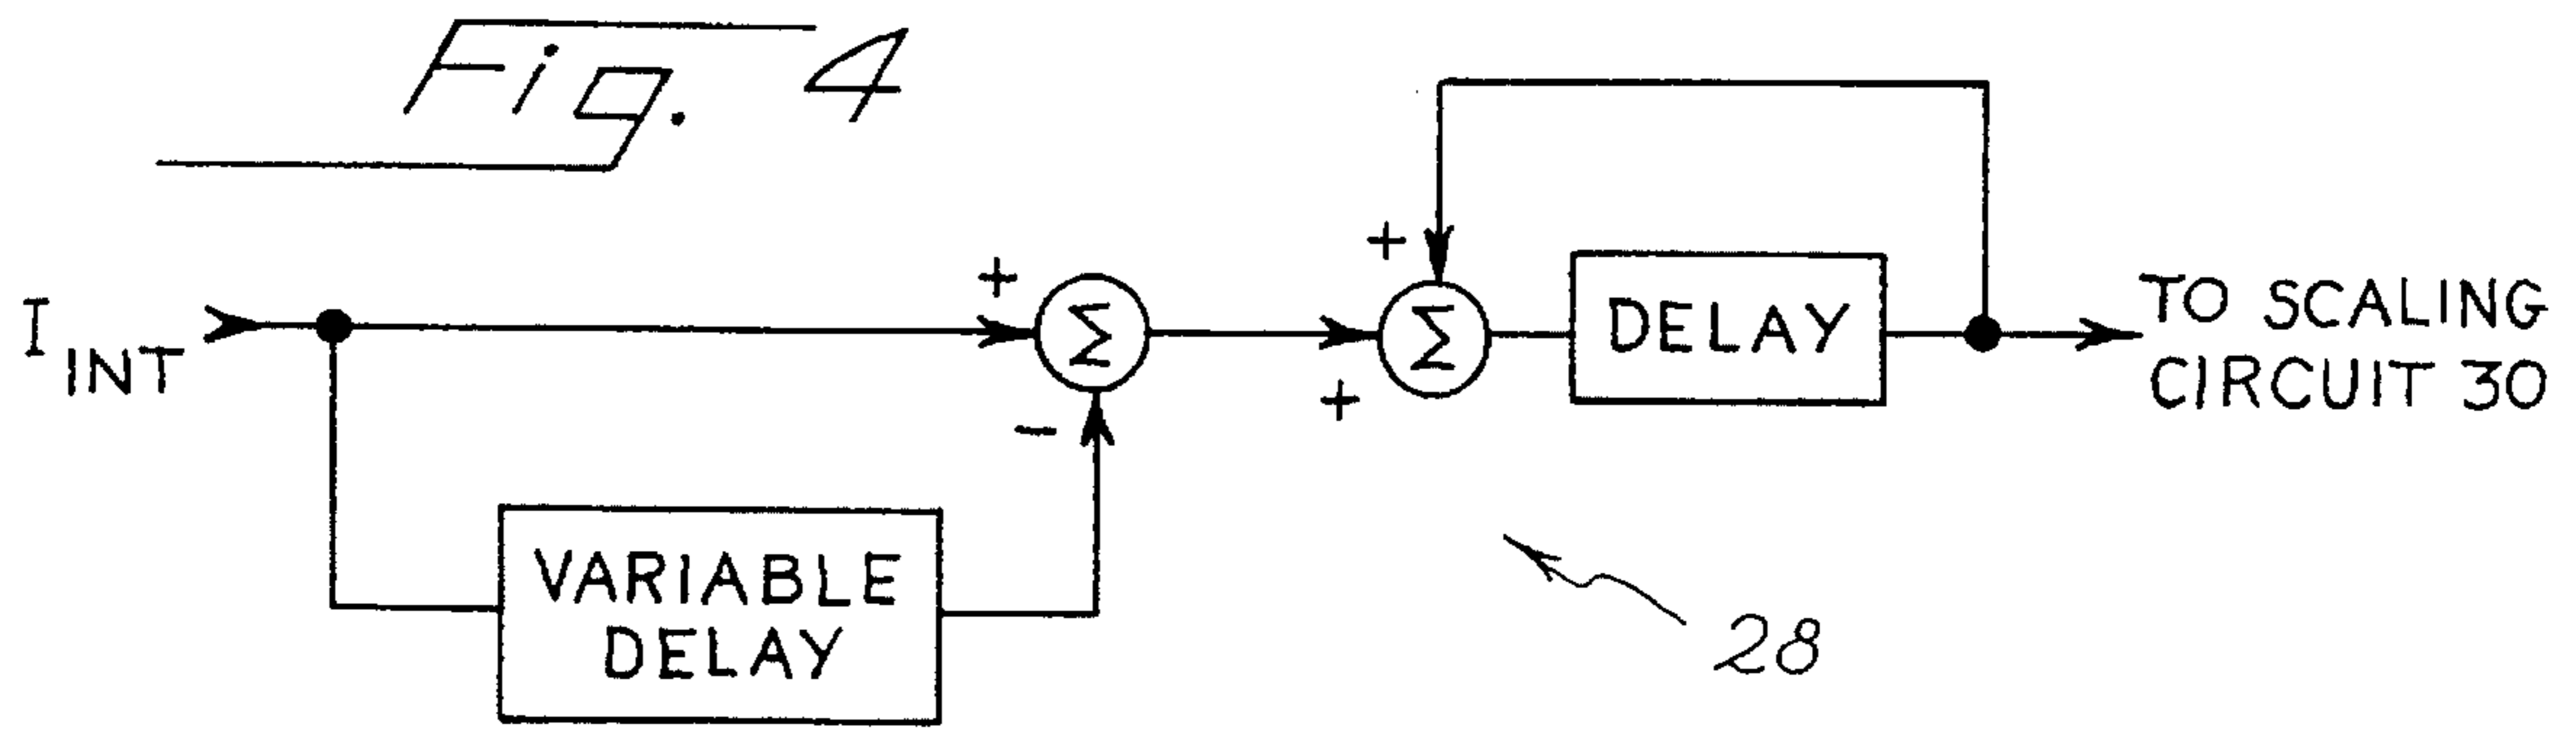 Fig. 4
I INT
+
Σ
-
VARIABLE
DELAY
+
+
Σ
DELAY
TO SCALING
CIRCUIT 30
28